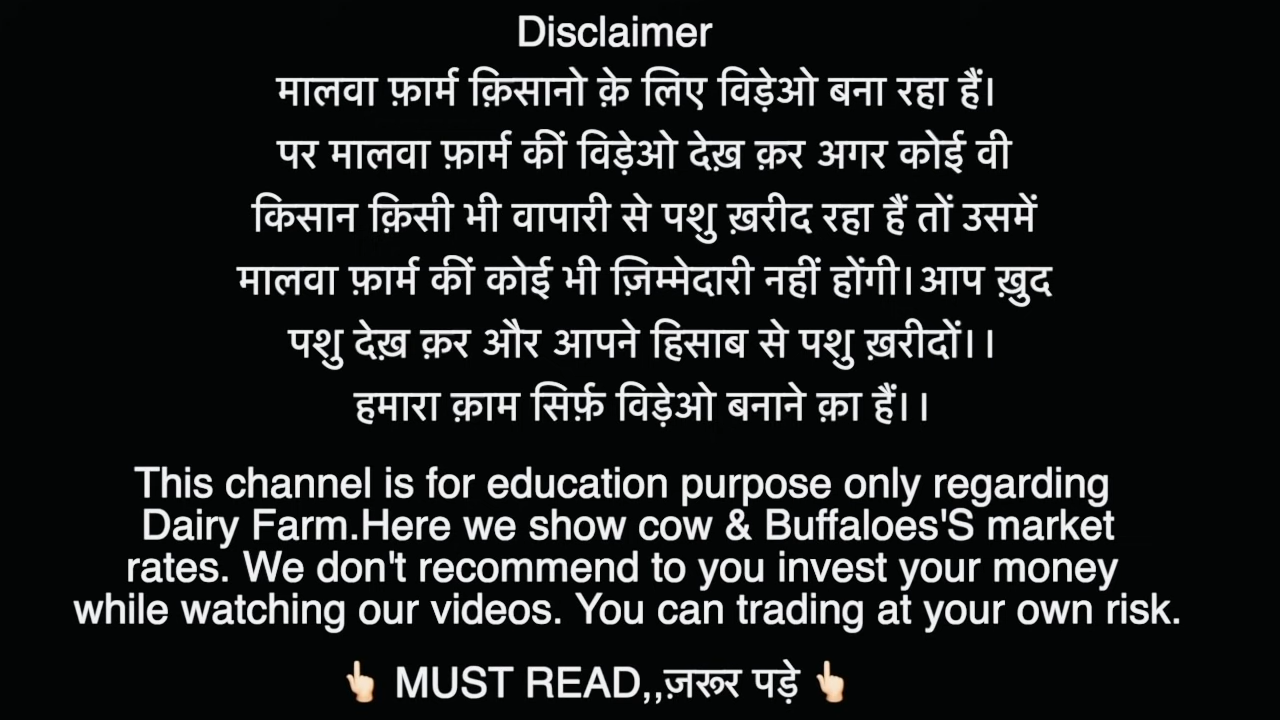 Disclaimer
मालवा फ़ार्म क़िसानो क़े लिए विड़ेओ बना रहा हैं।
पर मालवा फ़ार्म कीं विड़ेओ देख़ क़र अगर कोई वी
किसान क़िसी भी वापारी से पशु ख़रीद रहा हैं तों उसमें
मालवा फ़ार्म कीं कोई भी ज़िम्मेदारी नहीं होंगी।आप ख़ुद
पशु देख़ क़र और आपने हिसाब से पशु ख़रीदों।।
हमारा क़ाम सिर्फ़ विड़ेओ बनाने क़ा हैं।।
This channel is for education purpose only regarding
Dairy Farm.Here we show cow & Buffaloes'S market
rates. We don't recommend to you invest your money
while watching our videos. You can trading at your own risk.
👆🏻 MUST READ,,ज़रूर पड़े 👆🏻